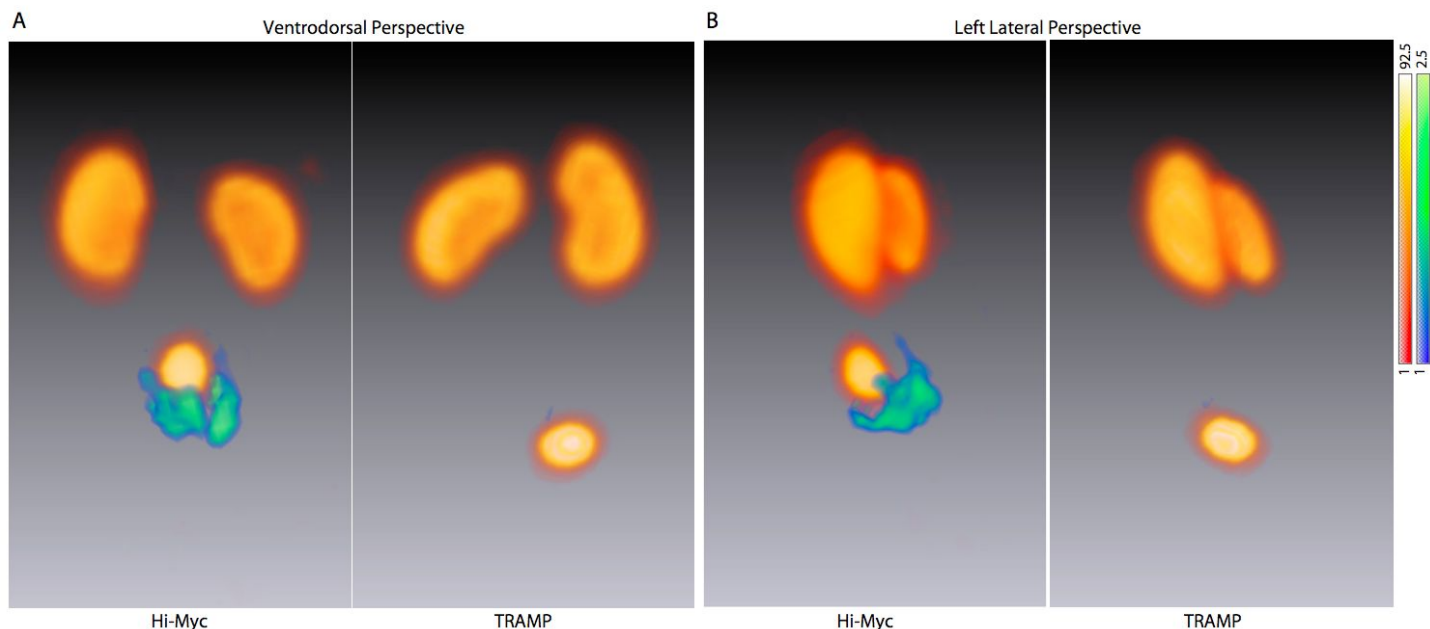 A
Ventrodorsal Perspective
B
Left Lateral Perspective
92.5
2.5
1
1
Hi-Myc
TRAMP
Hi-Myc
TRAMP